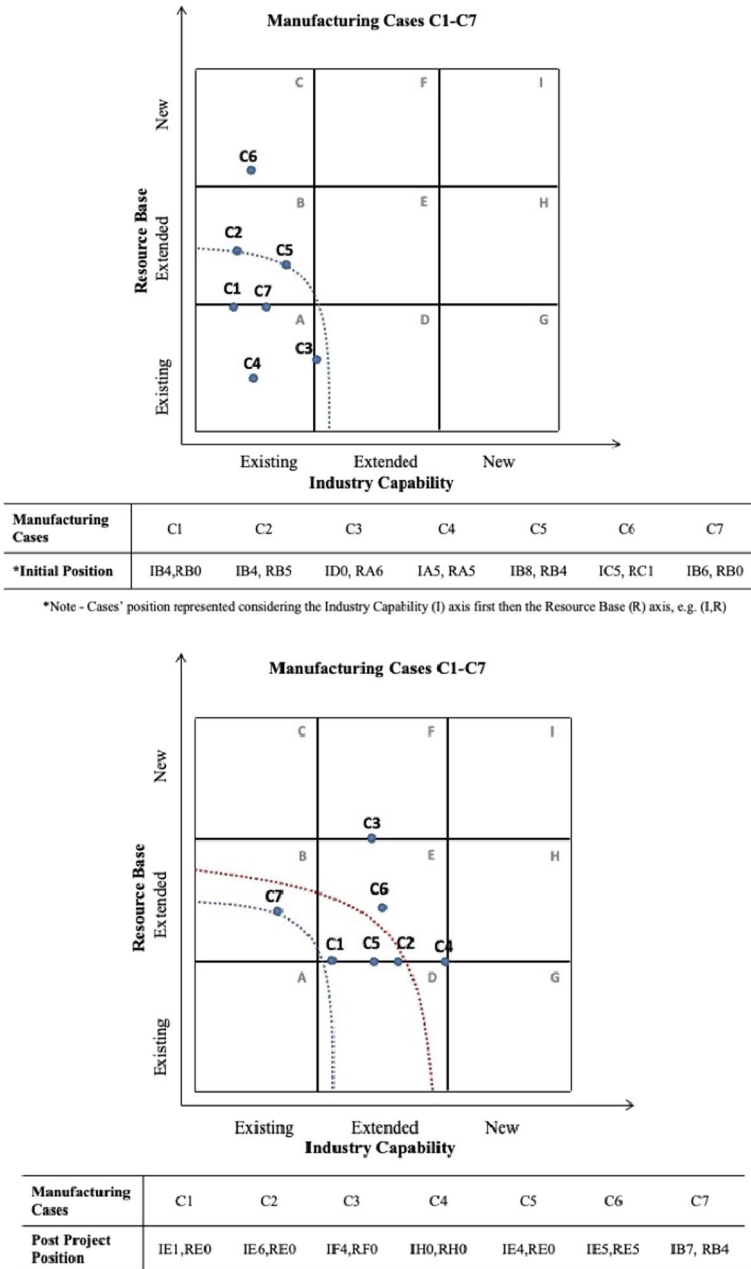 Manufacturing Cases C1-C7
C F I
New
C6
B E H
C2
C5
Resource Base
Extended
C1 C7
A D G
C3
C4
Existing
Existing Extended New
Industry Capability
Manufacturing Cases C1 C2 C3 C4 C5 C6 C7
*Initial Position IB4,RB0 IB4, RB5 ID0, RA6 IA5, RA5 IB8, RB4 IC5, RC1 IB6, RB0
*Note - Cases' position represented considering the Industry Capability (I) axis first then the Resource Base (R) axis, e.g. (I,R)
Manufacturing Cases C1-C7
C F I
New
C3
B E H
C6
C7
Resource Base
Extended
C1 C5 C2 C4
A D G
Existing
Existing Extended New
Industry Capability
Manufacturing Cases C1 C2 C3 C4 C5 C6 C7
Post Project Position IE1,RE0 IE6,RE0 IF4,RF0 IH0,RH0 IE4,RE0 IE5,RE5 IB7, RB4